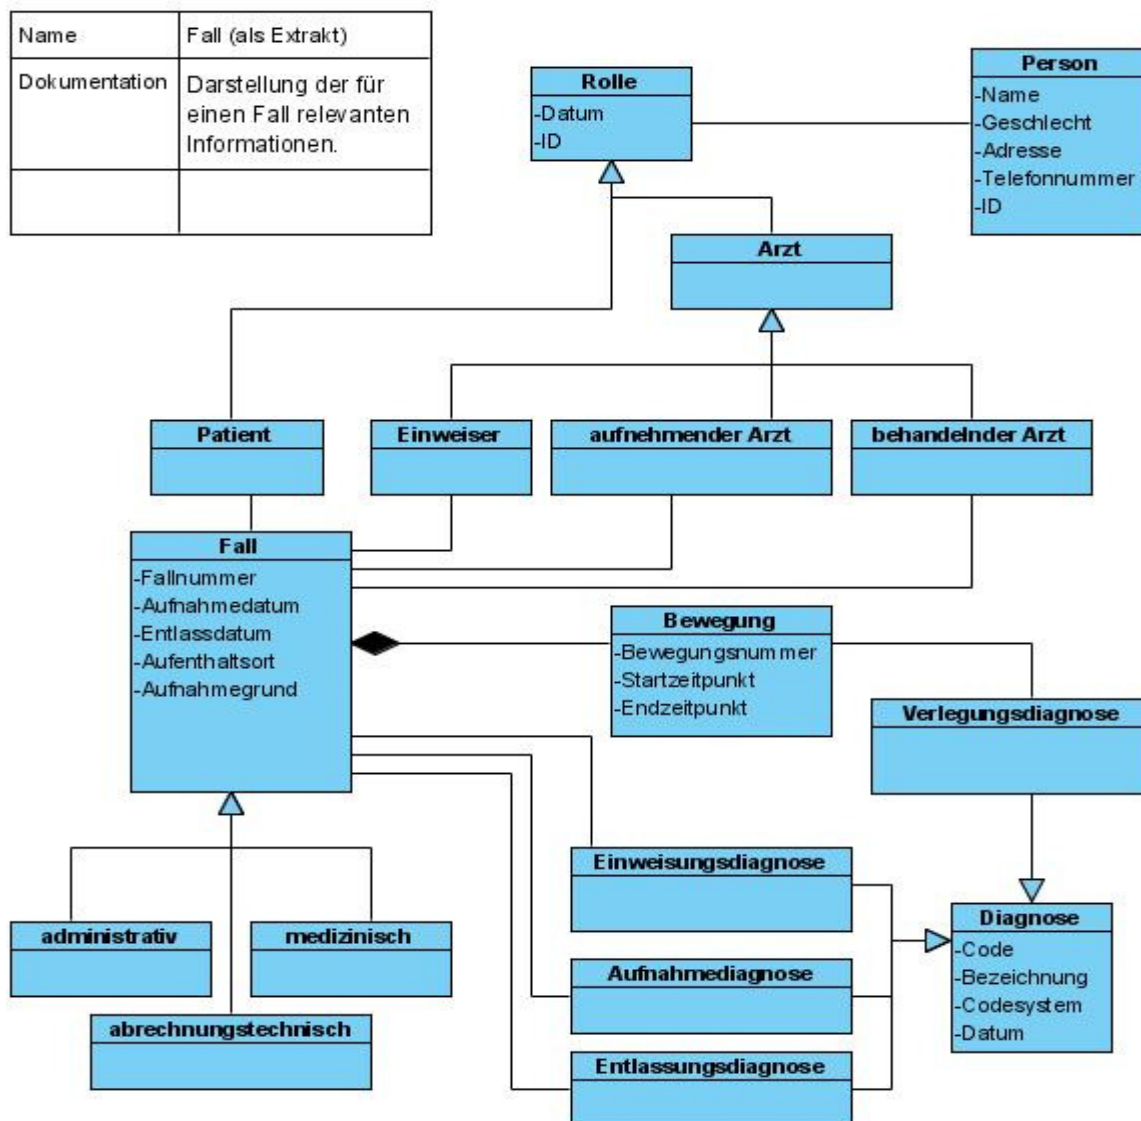 Name
Fall (als Extrakt)
Dokumentation
Darstellung der für
einen Fall relevanten
Informationen.
Rolle
-Datum
-ID
Person
-Name
-Geschlecht
-Adresse
-Telefonnummer
-ID
Arzt
Patient
Einweiser
aufnehmender Arzt
behandelnder Arzt
Fall
-Fallnummer
-Aufnahmedatum
-Entlassdatum
-Aufenthaltsort
-Aufnahmegrund
Bewegung
-Bewegungsnummer
-Startzeitpunkt
-Endzeitpunkt
Verlegungsdiagnose
Einweisungsdiagnose
Aufnahmediagnose
Entlassungsdiagnose
Diagnose
-Code
-Bezeichnung
-Codesystem
-Datum
administrativ
medizinisch
abrechnungstechnisch